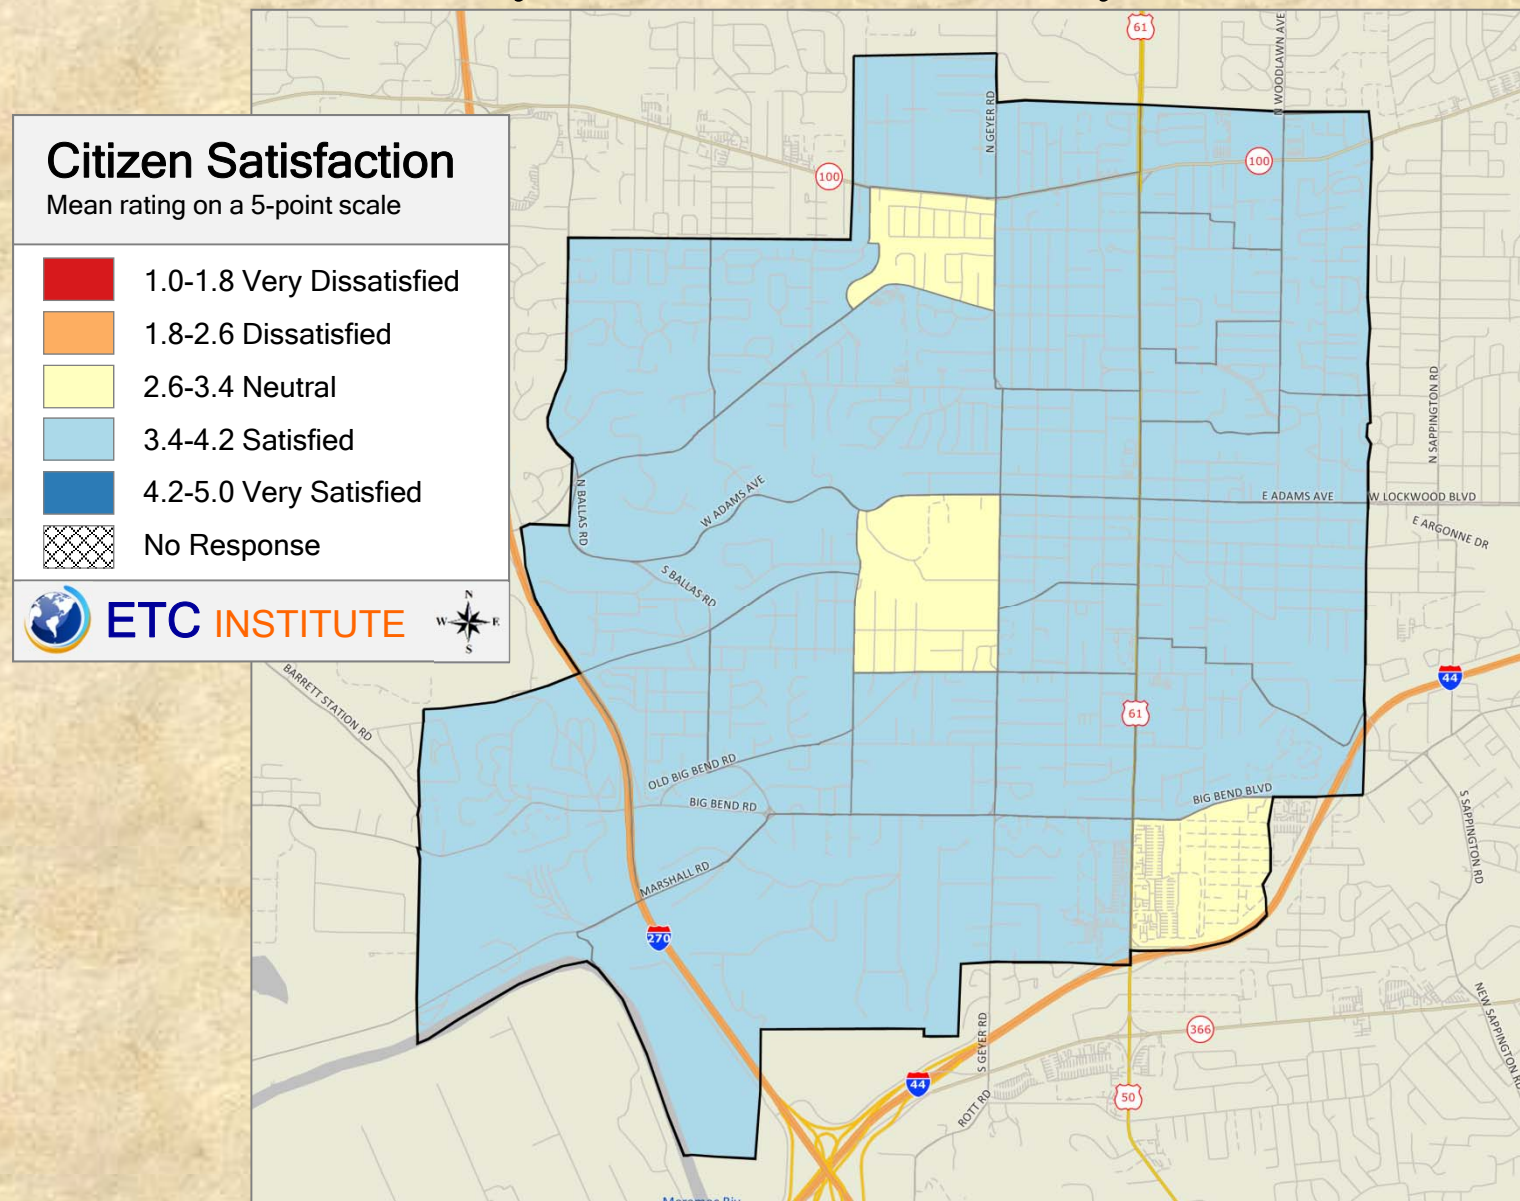 Citizen Satisfaction
Mean rating on a 5-point scale
1.0-1.8 Very Dissatisfied
1.8-2.6 Dissatisfied
2.6-3.4 Neutral
3.4-4.2 Satisfied
4.2-5.0 Very Satisfied
No Response
ETC INSTITUTE
N
W
E
S
61
N WOODLAWN AVE
N GEYER RD
100
100
N SAPPINGTON RD
N BALLAS RD
W ADAMS AVE
E ADAMS AVE
W LOCKWOOD BLVD
E ARGONNE DR
S BALLAS RD
BARRETT STATION RD
44
61
OLD BIG BEND RD
BIG BEND RD
BIG BEND BLVD
S SAPPINGTON RD
MARSHALL RD
270
NEW SAPPINGTON RD
S GEYER RD
366
44
50
ROTT RD